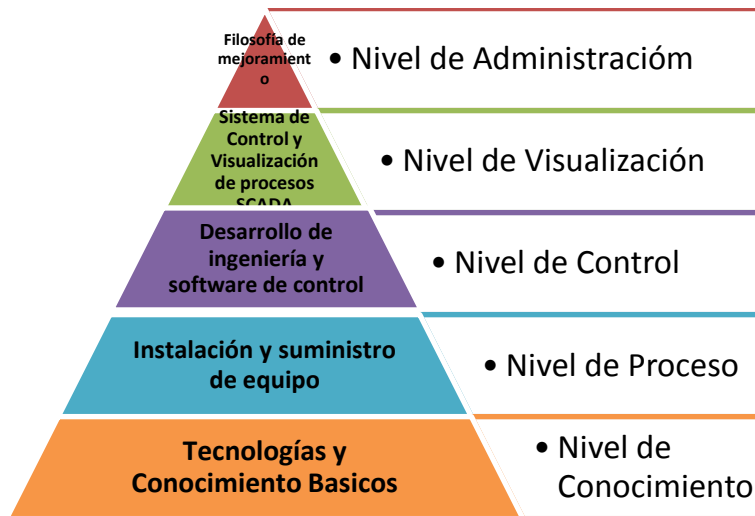 Filosofía de
mejoramient
o
• Nivel de Administracióm
Sistema de
Control y
Visualización
de procesos
SCADA
• Nivel de Visualización
Desarrollo de
ingeniería y
software de control
• Nivel de Control
Instalación y suministro
de equipo
• Nivel de Proceso
Tecnologías y
Conocimiento Basicos
• Nivel de
Conocimiento